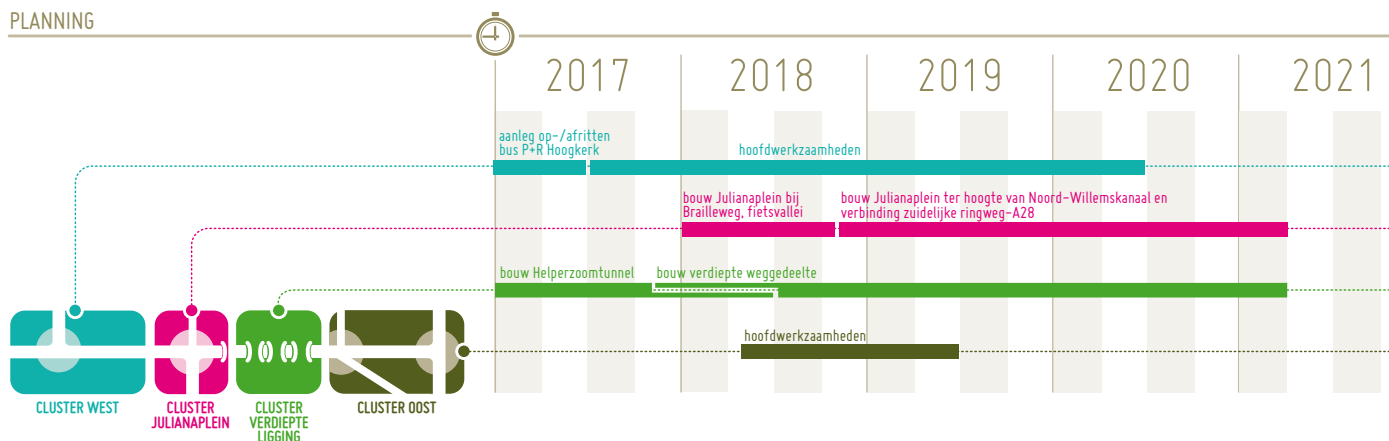 PLANNING
2017
2018
2019
2020
2021
aanleg op-/afritten
bus P+R Hoogkerk
hoofdwerkzaamheden
bouw Julianaplein bij
Brailleweg, fietsvallei
bouw Julianaplein ter hoogte van Noord-Willemskanaal en
verbinding zuidelijke ringweg-A28
bouw Helperzoomtunnel
bouw verdiepte weggedeelte
hoofdwerkzaamheden
CLUSTER WEST
CLUSTER
JULIANAPLEIN
CLUSTER
VERDIEPTE
LIGGING
CLUSTER OOST